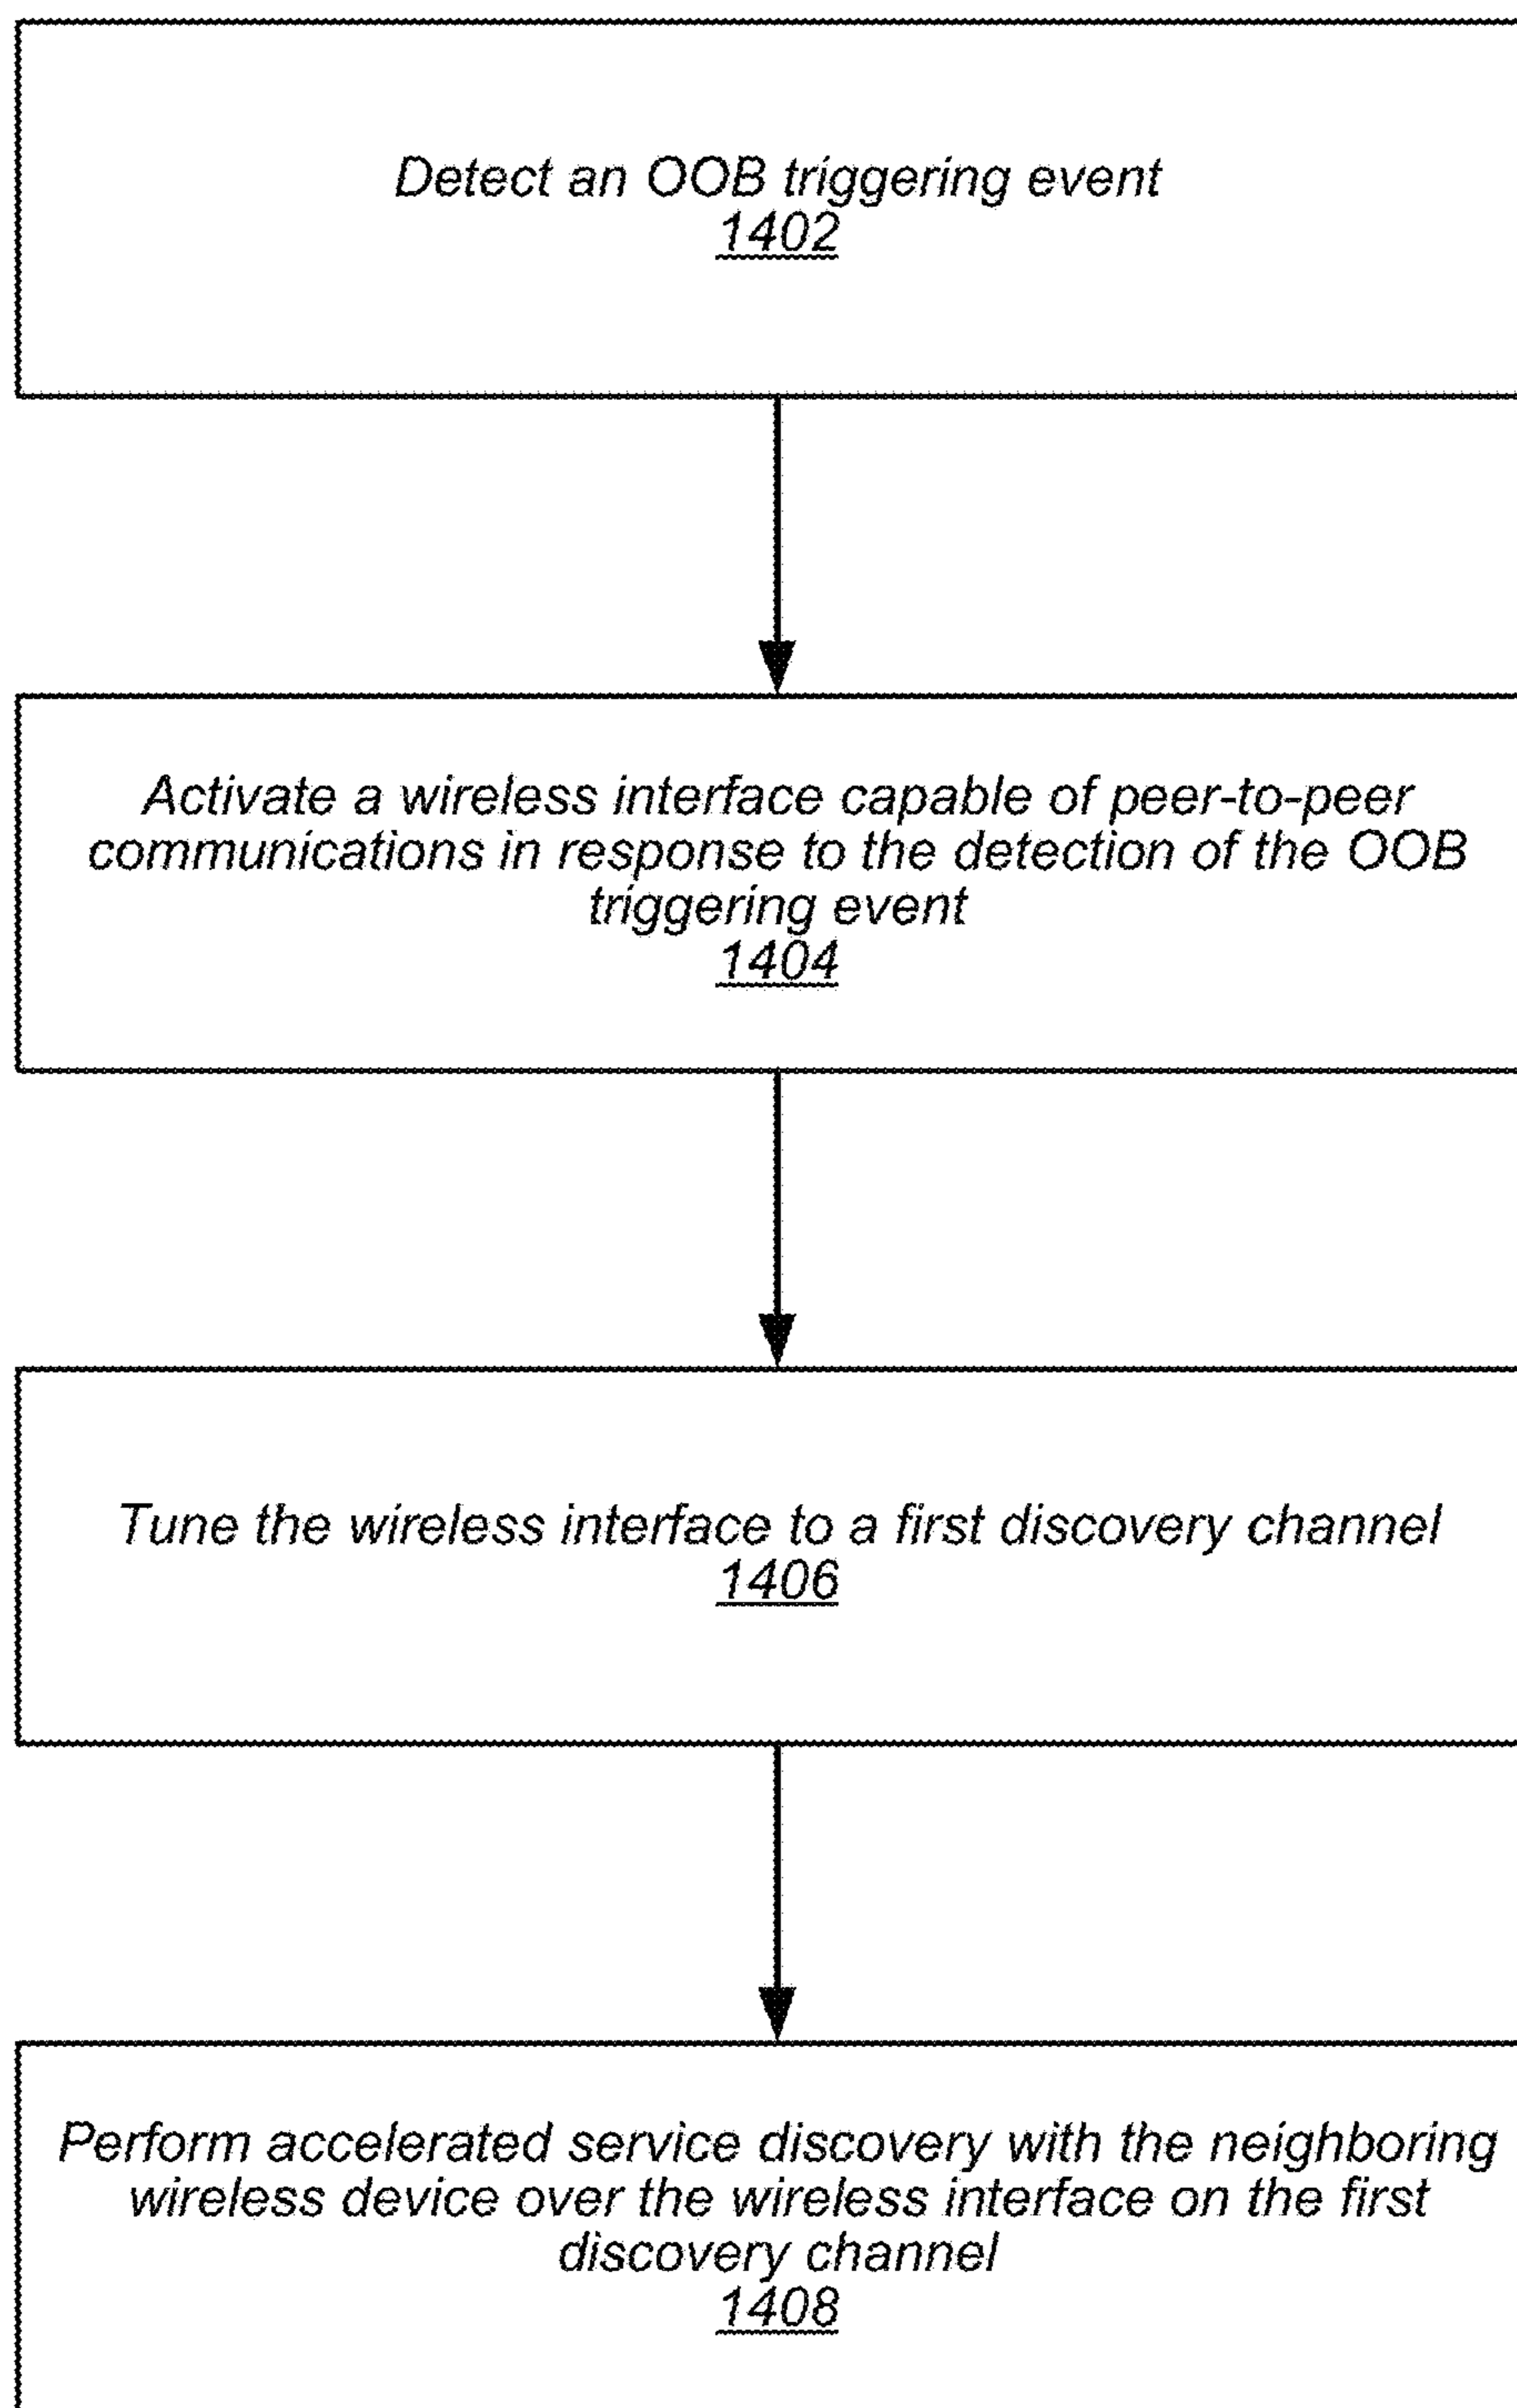 Detect an OOB triggering event
1402
Activate a wireless interface capable of peer-to-peer
communications in response to the detection of the OOB
triggering event
1404
Tune the wireless interface to a first discovery channel
1406
Perform accelerated service discovery with the neighboring
wireless device over the wireless interface on the first
discovery channel
1408